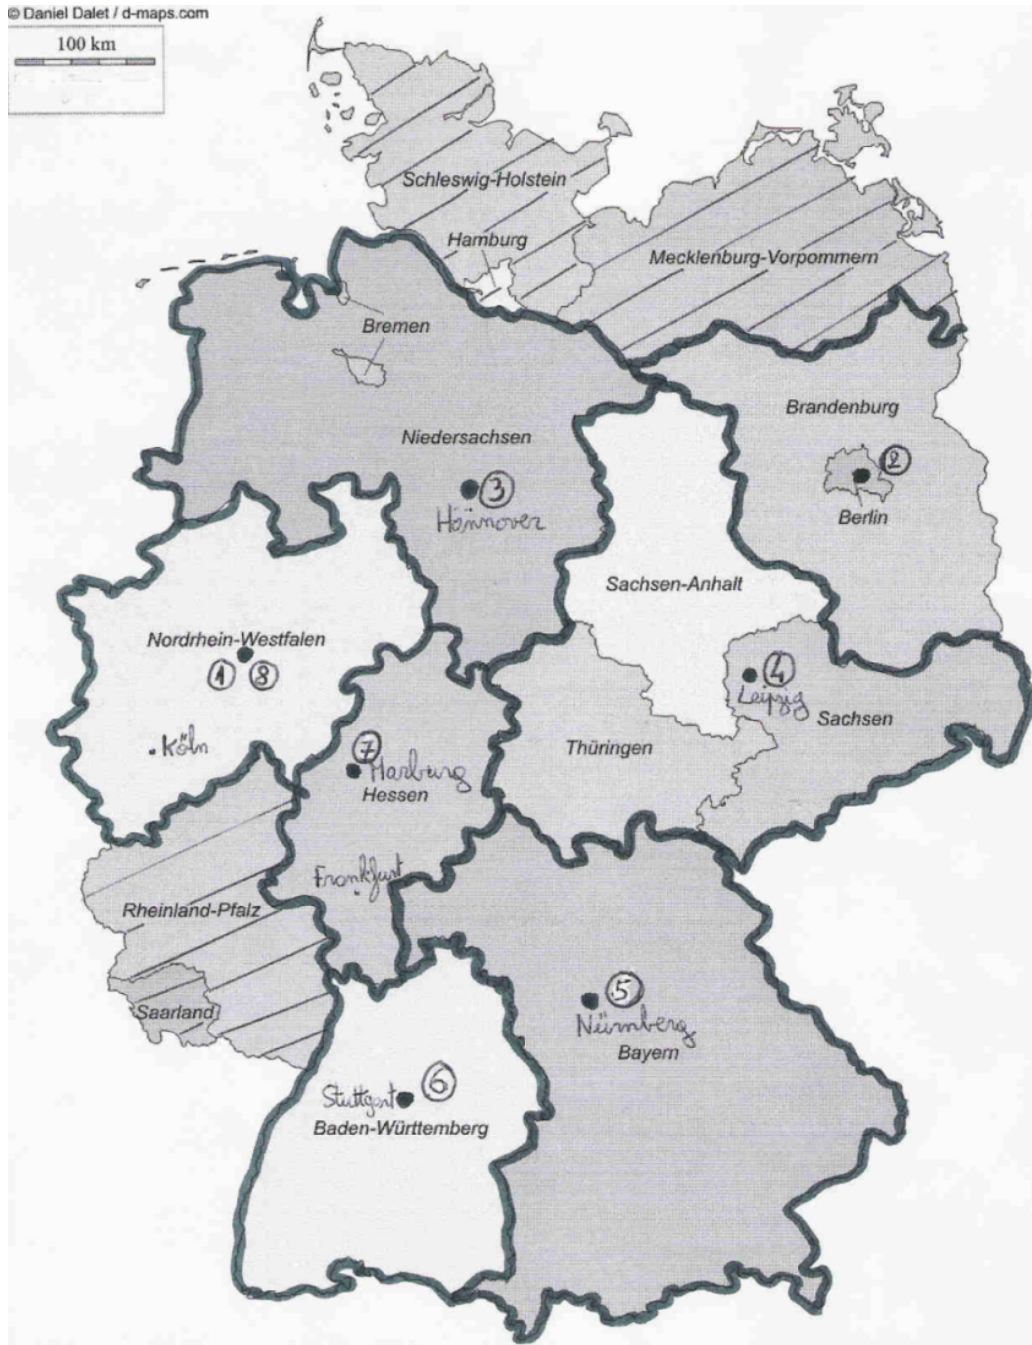 © Daniel Dalet / d-maps.com
100 km
Schleswig-Holstein
Hamburg
Mecklenburg-Vorpommern
Bremen
Brandenburg
Niedersachsen
2
3
Berlin
Hannover
Sachsen-Anhalt
Nordrhein-Westfalen
1 8
4
Leipzig
Sachsen
Köln
Thüringen
7
Marburg
Hessen
Frankfurt
Rheinland-Pfalz
5
Saarland
Nürnberg
Bayern
6
Stuttgart
Baden-Württemberg